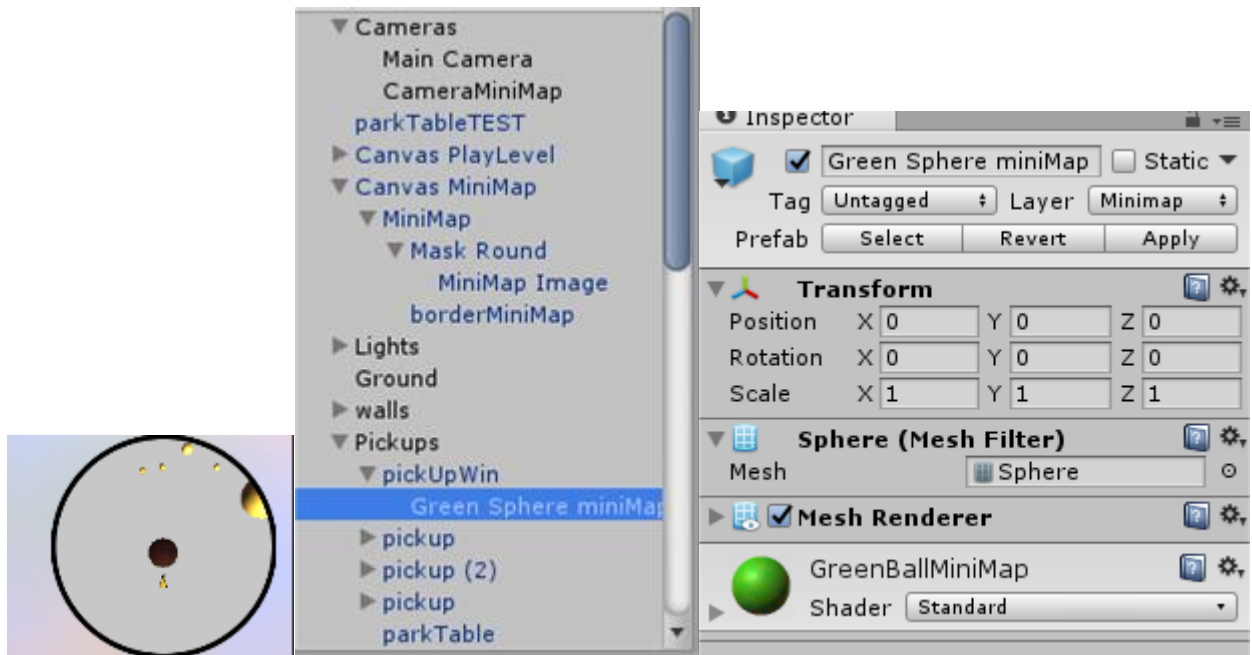 Cameras
Main Camera
CameraMiniMap
parkTableTEST
Canvas PlayLevel
Canvas MiniMap
MiniMap
Mask Round
MiniMap Image
borderMiniMap
Lights
Ground
walls
Pickups
pickUpWin
Green Sphere miniMap
pickup
pickup (2)
pickup
parkTable
Inspector
Green Sphere miniMap Static
Tag Untagged Layer Minimap
Prefab Select Revert Apply
Transform
Position X 0 Y 0 Z 0
Rotation X 0 Y 0 Z 0
Scale X 1 Y 1 Z 1
Sphere (Mesh Filter)
Mesh Sphere
Mesh Renderer
GreenBallMiniMap
Shader Standard